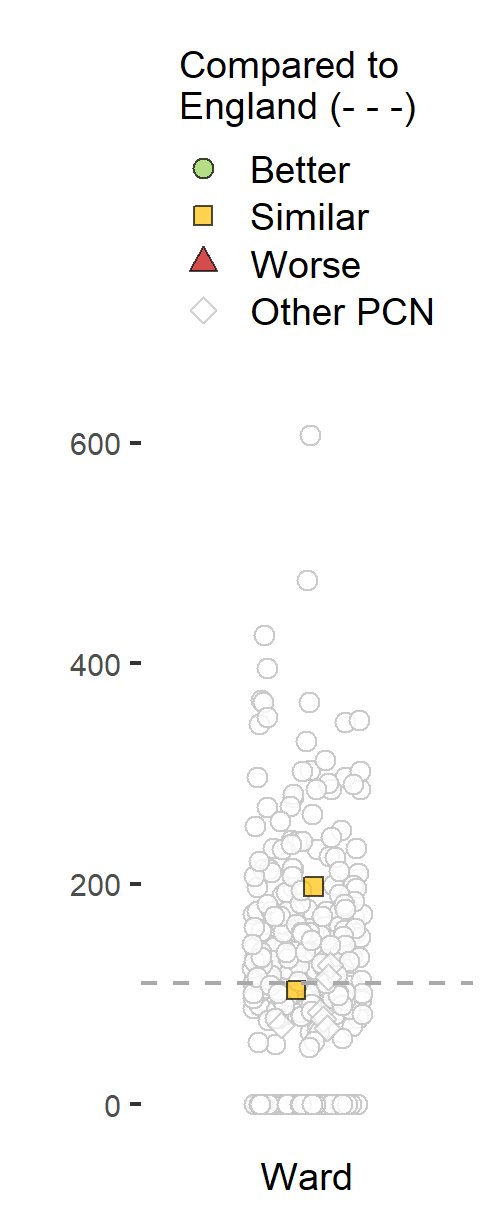 Compared to
England (- - -)
Better
Similar
Worse
Other PCN
600
400
200
0
Ward